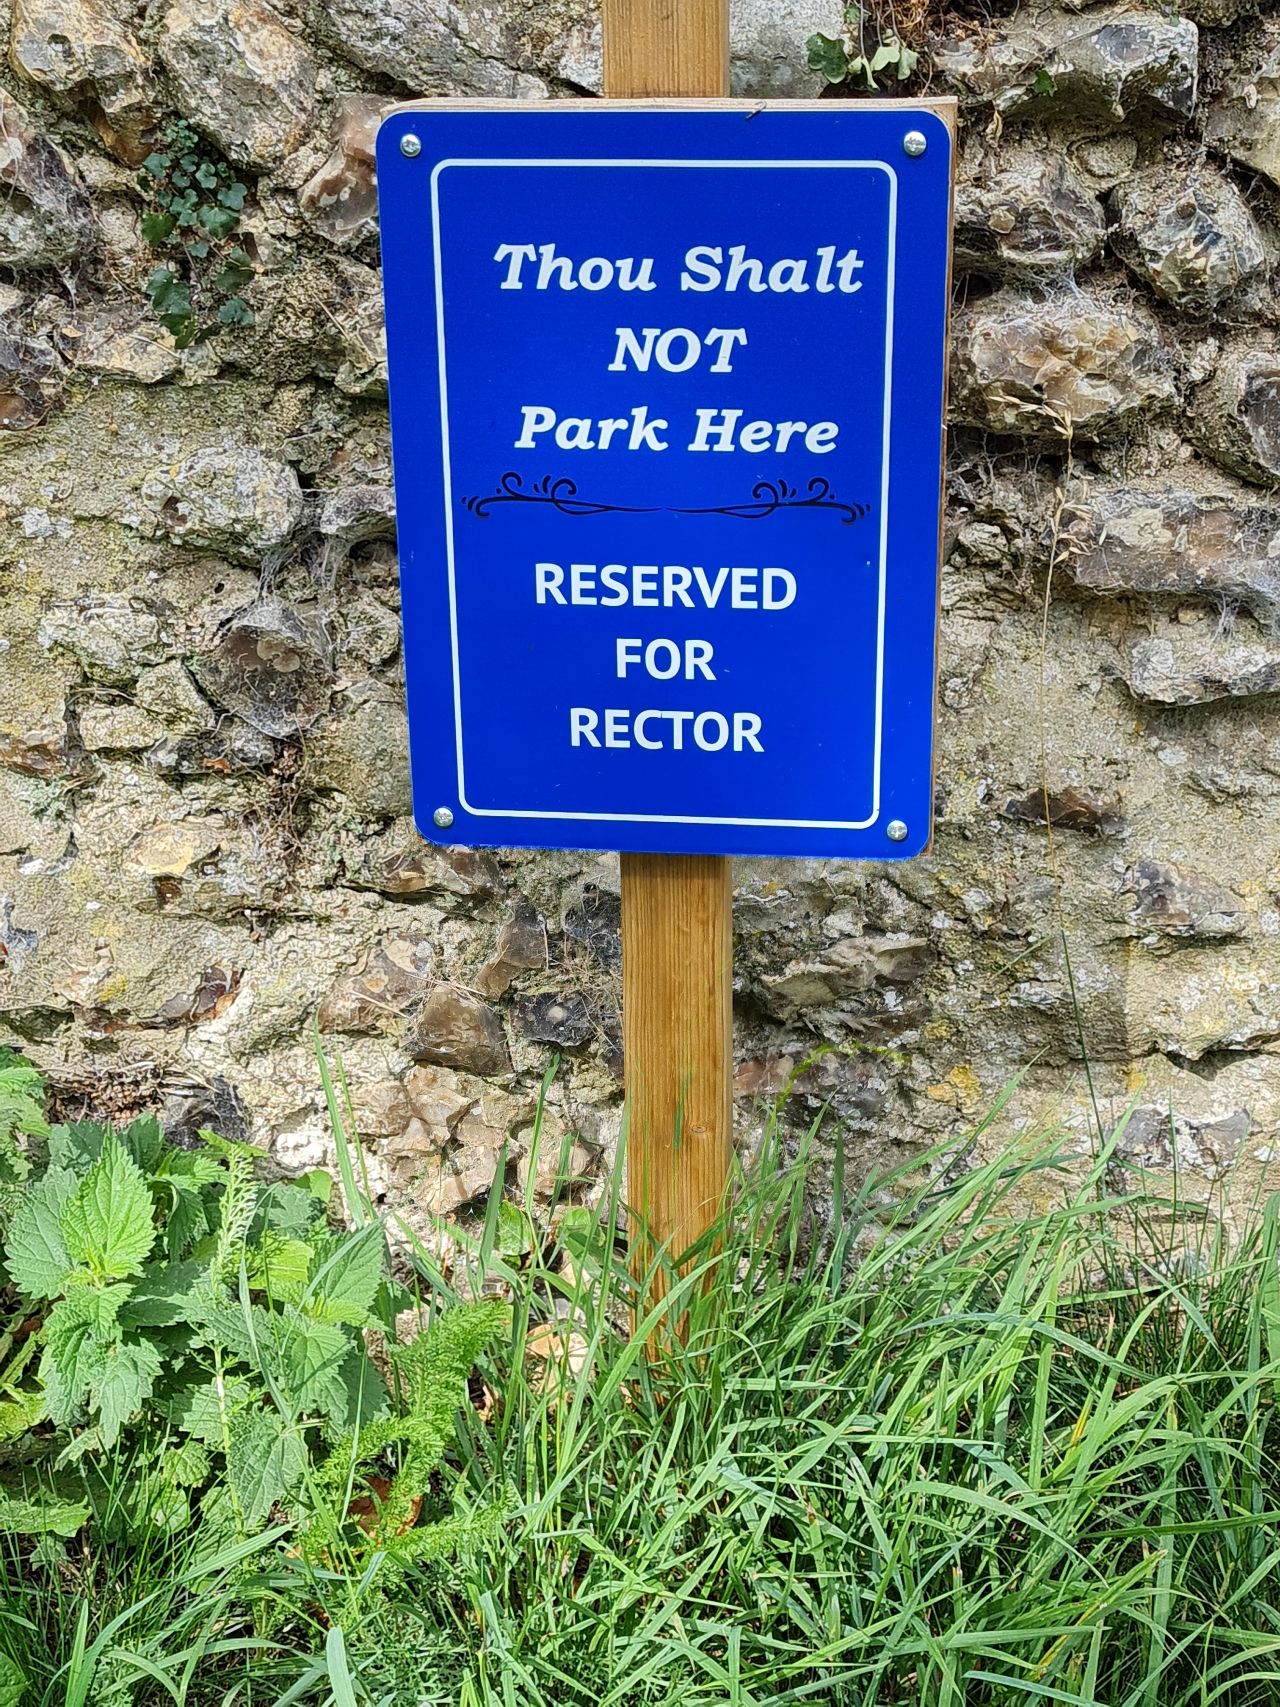 Thou Shalt
NOT
Park Here
RESERVED
FOR
RECTOR